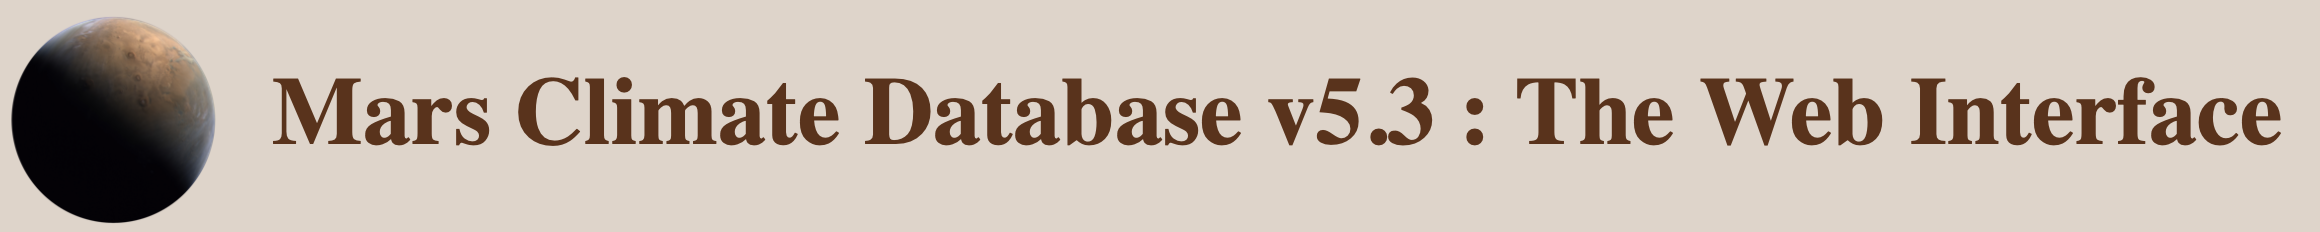 Mars Climate Database v5.3 : The Web Interface